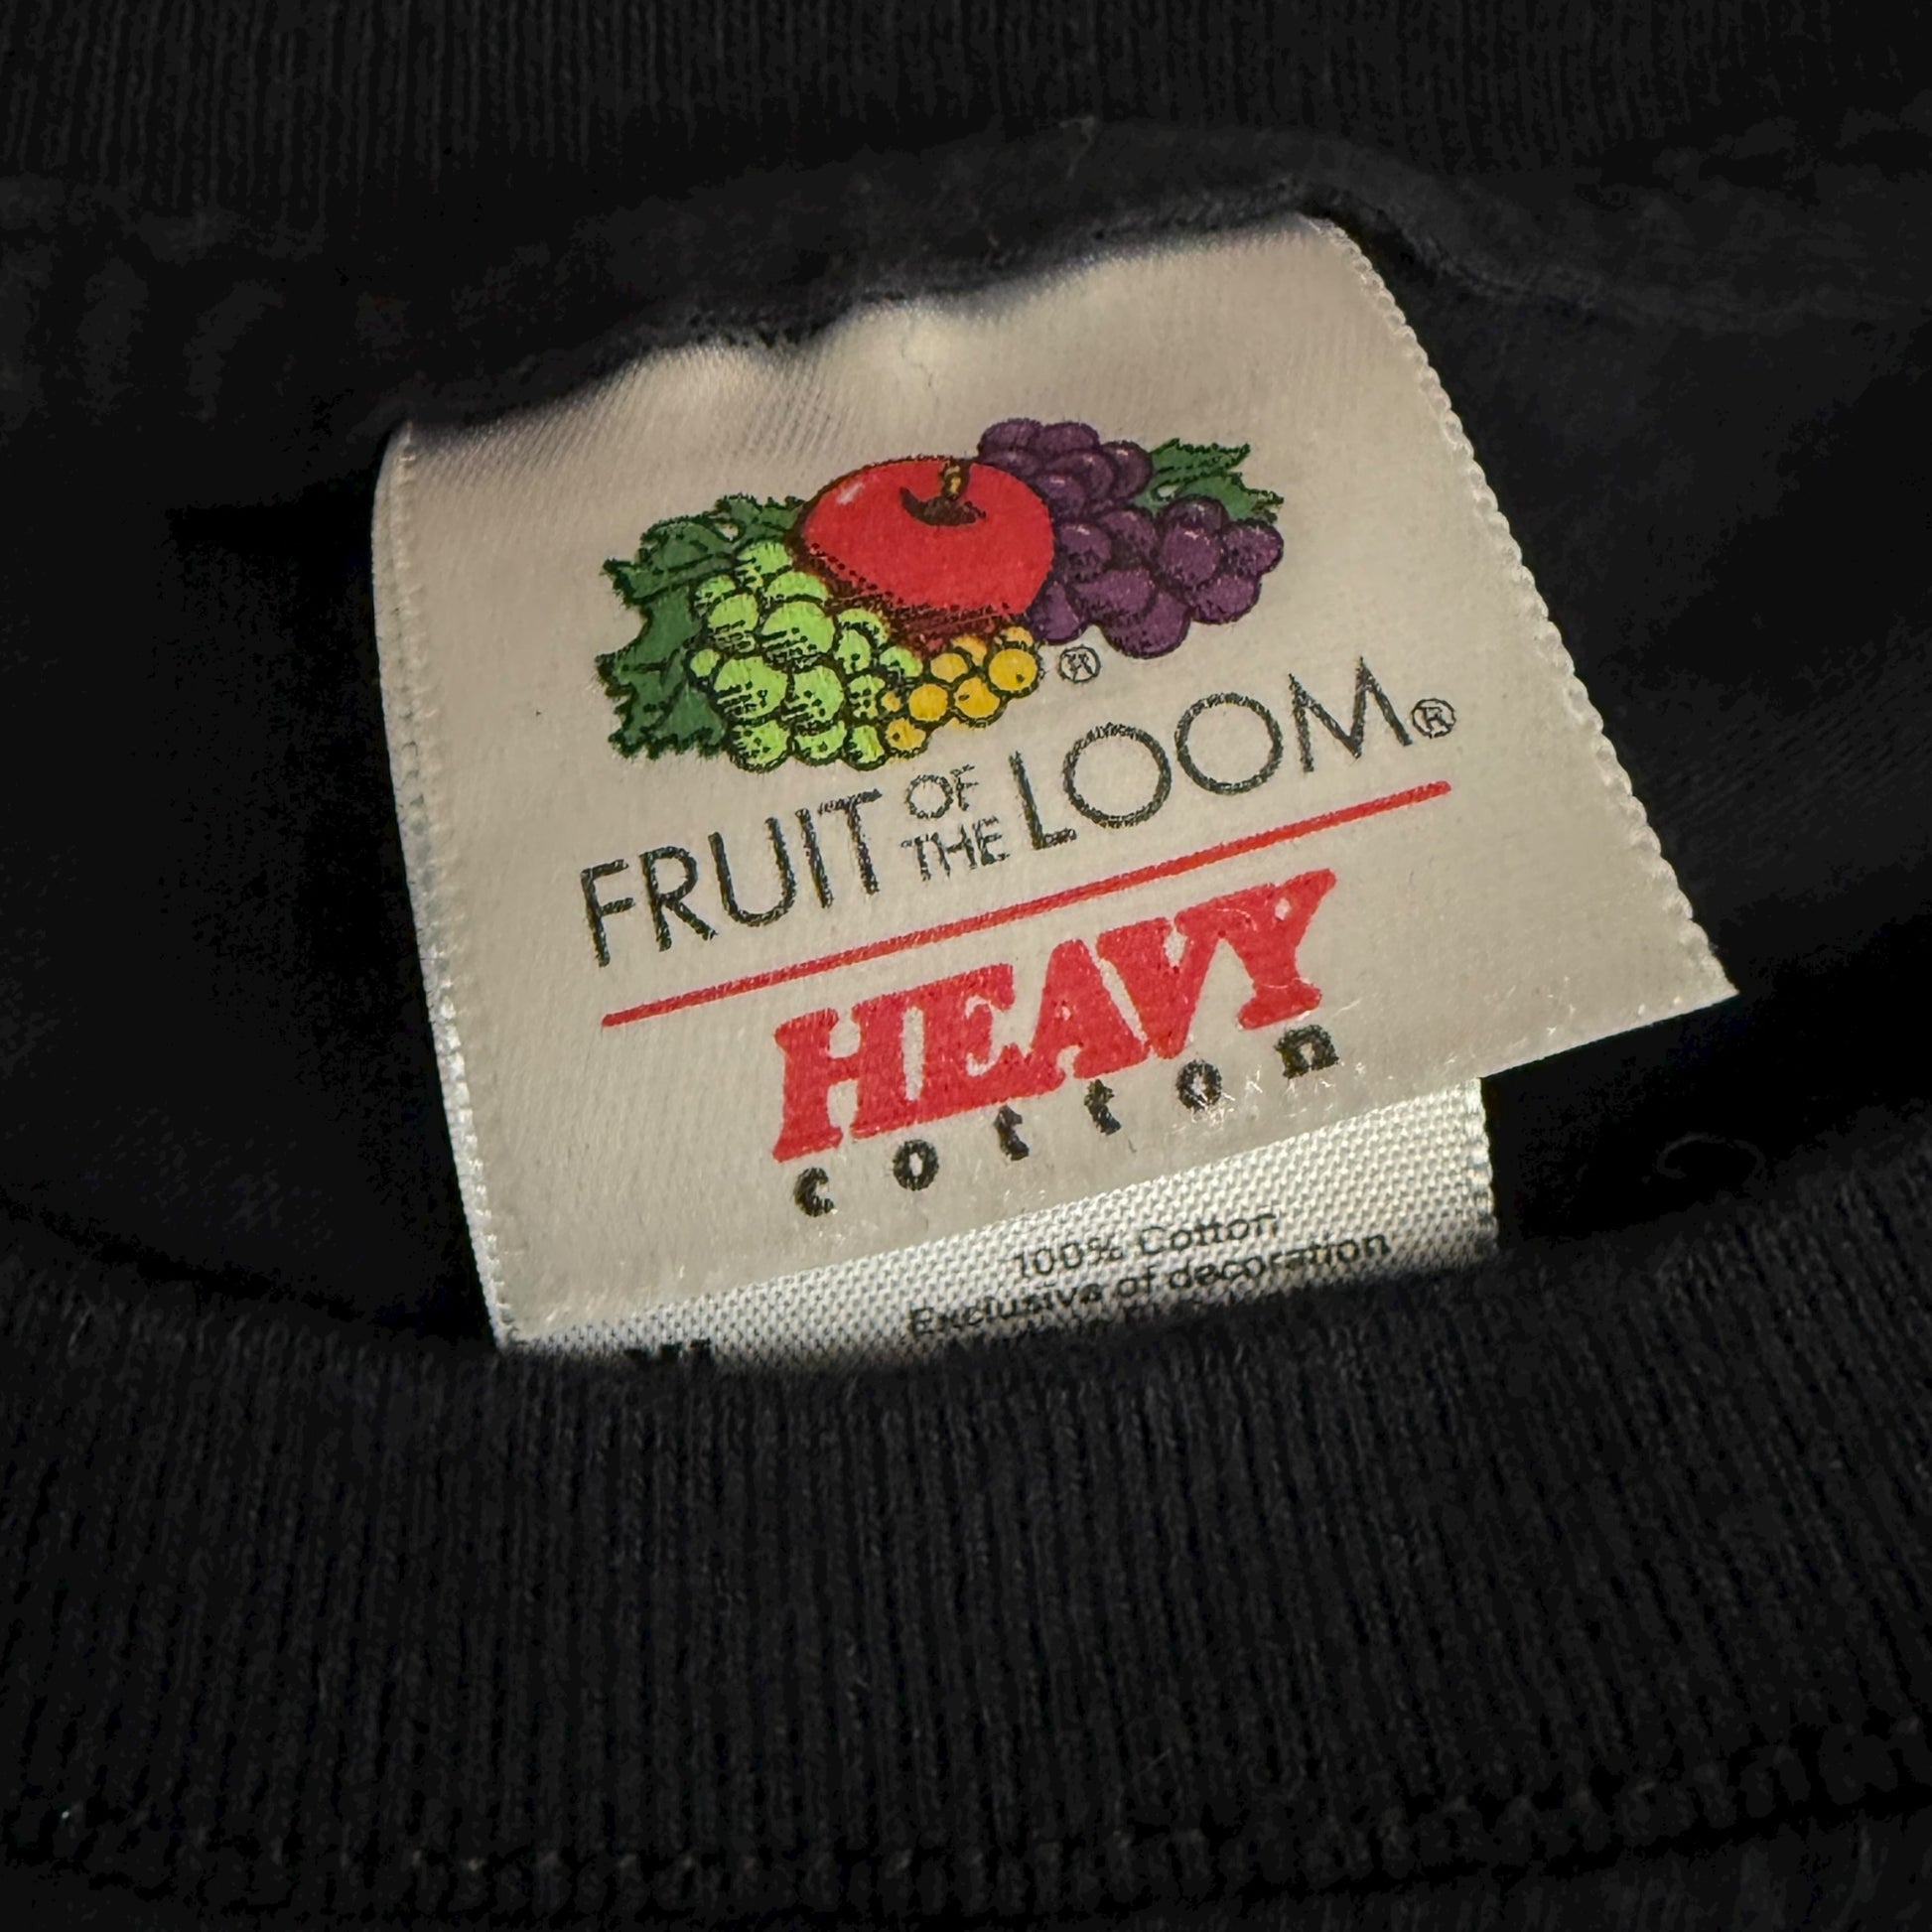 ®
FRUIT OF THE LOOM®
HEAVY
cotton
100% Cotton
Exclusive of decoration